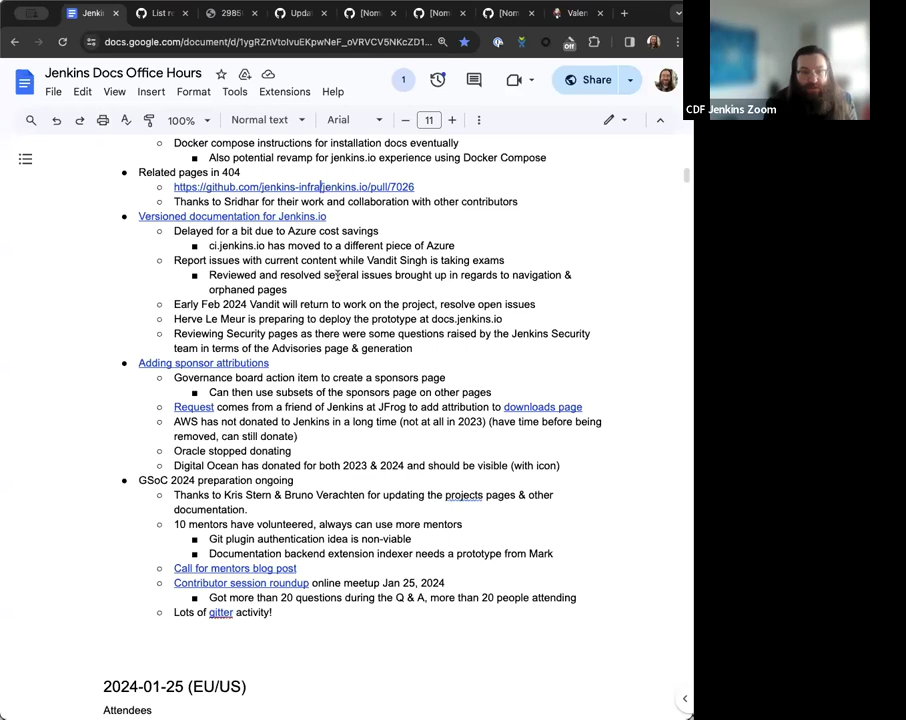 Jenki
List n
2985
Updat
[Nom
[Nom
[Nom
Valen
docs.google.com/document/d/1ygRZnVtoIvuEKpwNeF_oVRVCV5NKcZD1...
off
Jenkins Docs Office Hours
File Edit View Insert Format Tools Extensions Help
1
Share
100% Normal text Arial 11
Docker compose instructions for installation docs eventually
Also potential revamp for jenkins.io experience using Docker Compose
Related pages in 404
https://github.com/jenkins-infra/jenkins.io/pull/7026
Thanks to Sridhar for their work and collaboration with other contributors
Versioned documentation for Jenkins.io
Delayed for a bit due to Azure cost savings
ci.jenkins.io has moved to a different piece of Azure
Report issues with current content while Vandit Singh is taking exams
Reviewed and resolved several issues brought up in regards to navigation &
orphaned pages
Early Feb 2024 Vandit will return to work on the project, resolve open issues
Herve Le Meur is preparing to deploy the prototype at docs.jenkins.io
Reviewing Security pages as there were some questions raised by the Jenkins Security
team in terms of the Advisories page & generation
Adding sponsor attributions
Governance board action item to create a sponsors page
Can then use subsets of the sponsors page on other pages
Request comes from a friend of Jenkins at JFrog to add attribution to downloads page
AWS has not donated to Jenkins in a long time (not at all in 2023) (have time before being
removed, can still donate)
Oracle stopped donating
Digital Ocean has donated for both 2023 & 2024 and should be visible (with icon)
GSoC 2024 preparation ongoing
Thanks to Kris Stern & Bruno Verachten for updating the projects pages & other
documentation.
10 mentors have volunteered, always can use more mentors
Git plugin authentication idea is non-viable
Documentation backend extension indexer needs a prototype from Mark
Call for mentors blog post
Contributor session roundup online meetup Jan 25, 2024
Got more than 20 questions during the Q & A, more than 20 people attending
Lots of gitter activity!
2024-01-25 (EU/US)
Attendees
CDF Jenkins Zoom